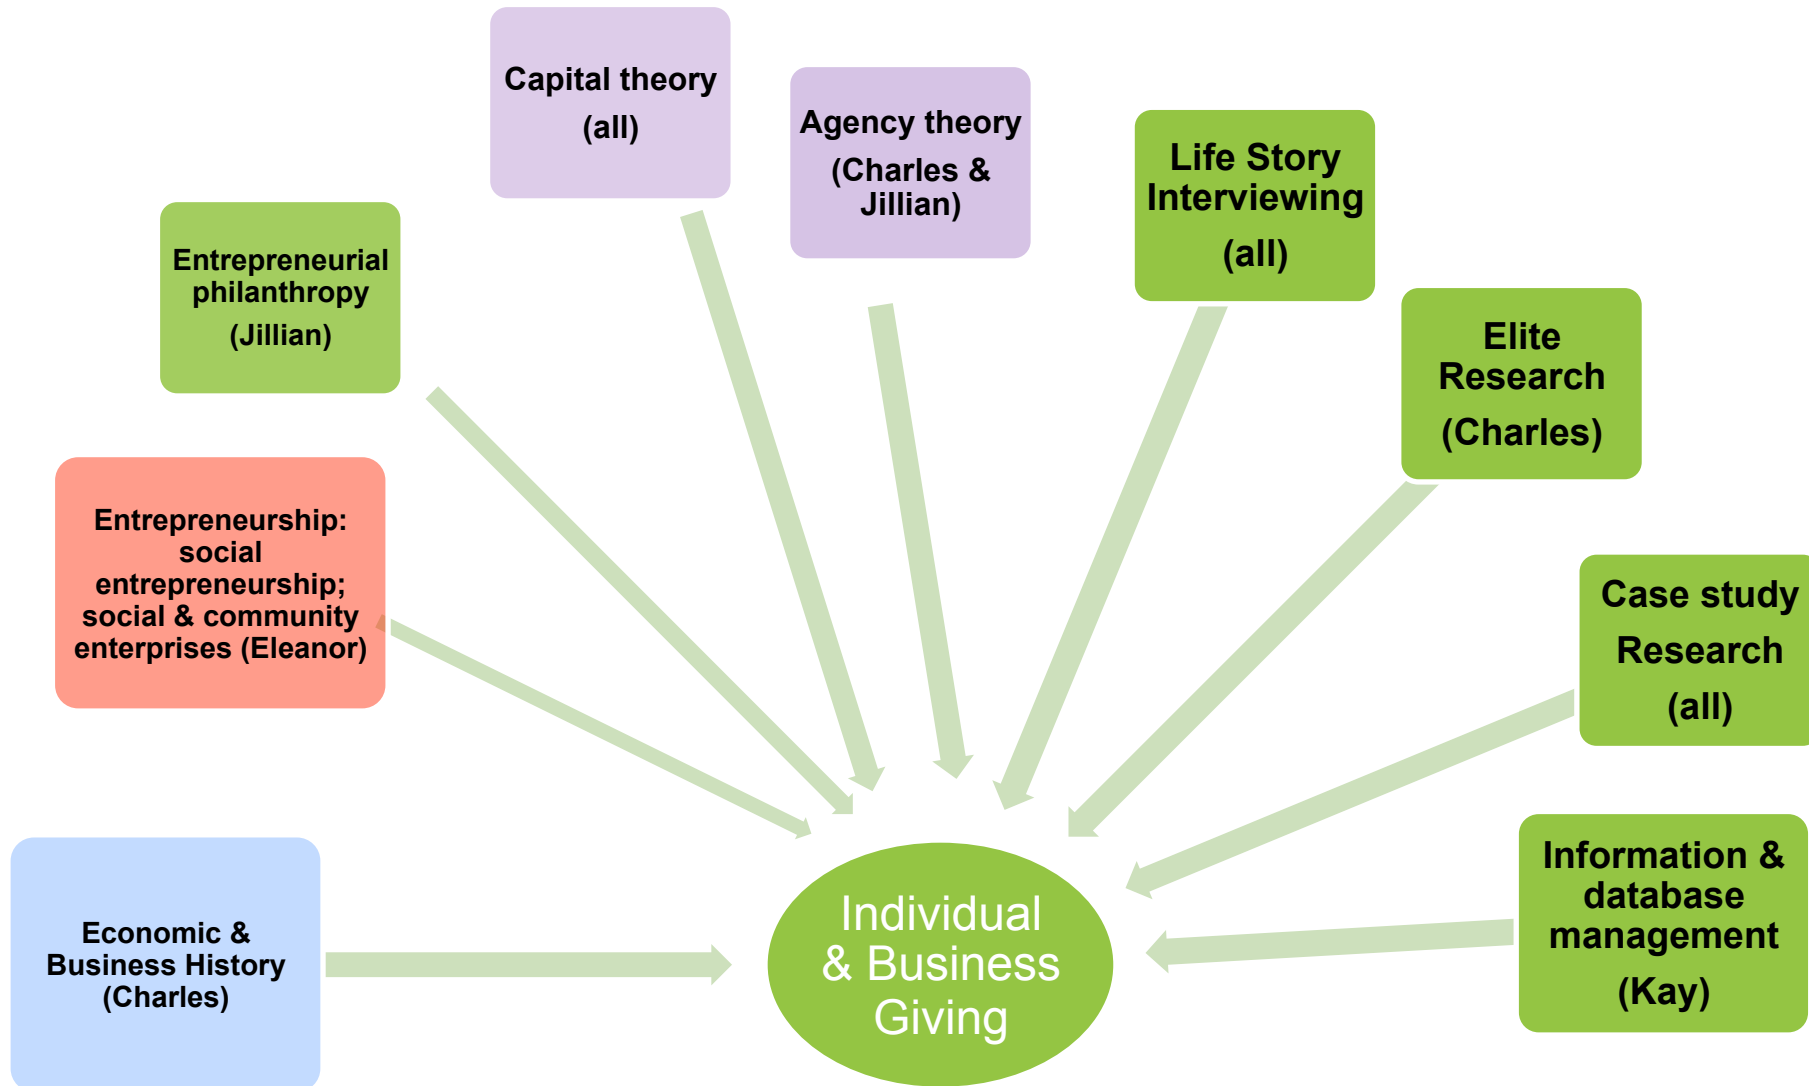 Capital theory
(all)
Agency theory
(Charles &
Jillian)
Life Story
Interviewing
(all)
Entrepreneurial
philanthropy
(Jillian)
Elite
Research
(Charles)
Entrepreneurship:
social
entrepreneurship;
social & community
enterprises (Eleanor)
Case study
Research
(all)
Economic &
Business History
(Charles)
Individual
& Business
Giving
Information &
database
management
(Kay)